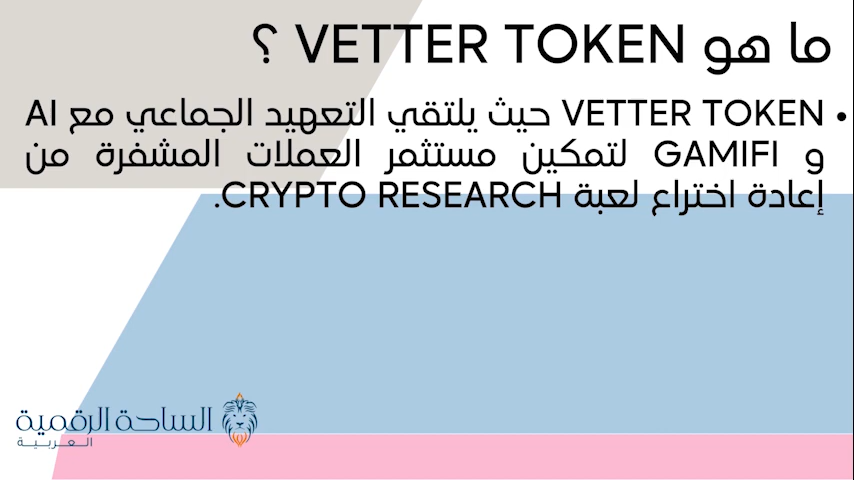 ما هو VETTER TOKEN ؟
• VETTER TOKEN حيث يلتقي التعهيد الجماعي مع AI
و GAMIFI لتمكين مستثمر العملات المشفرة من
إعادة اختراع لعبة CRYPTO RESEARCH.
الساحة الرقمية
العربية